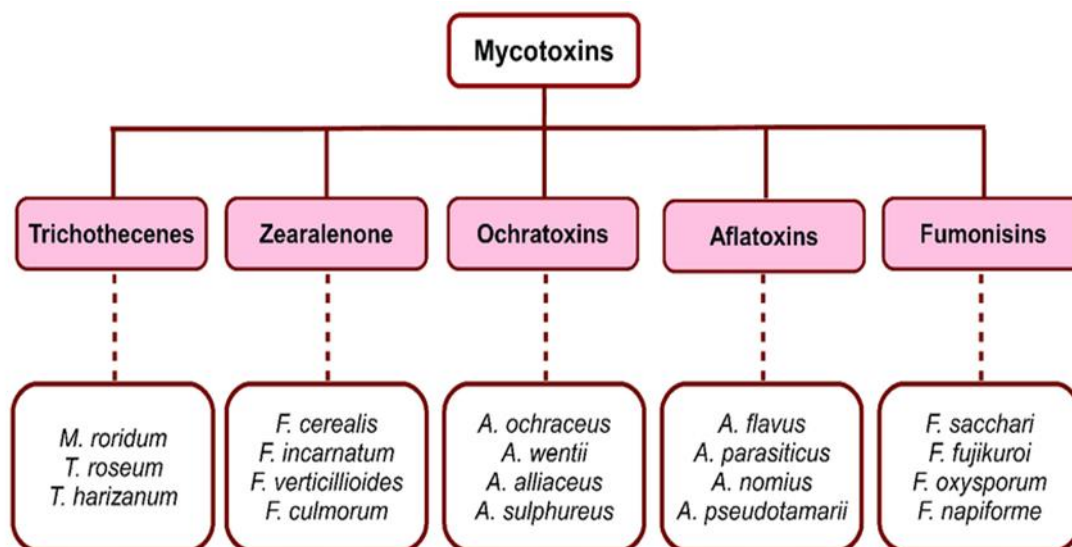 Mycotoxins
Trichothecenes
Zearalenone
Ochratoxins
Aflatoxins
Fumonisins
M. roridum
T. roseum
T. harizanum
F. cerealis
F. incarnatum
F. verticillioides
F. culmorum
A. ochraceus
A. wentii
A. alliaceus
A. sulphureus
A. flavus
A. parasiticus
A. nomius
A. pseudotamarii
F. sacchari
F. fujikuroi
F. oxysporum
F. napiforme